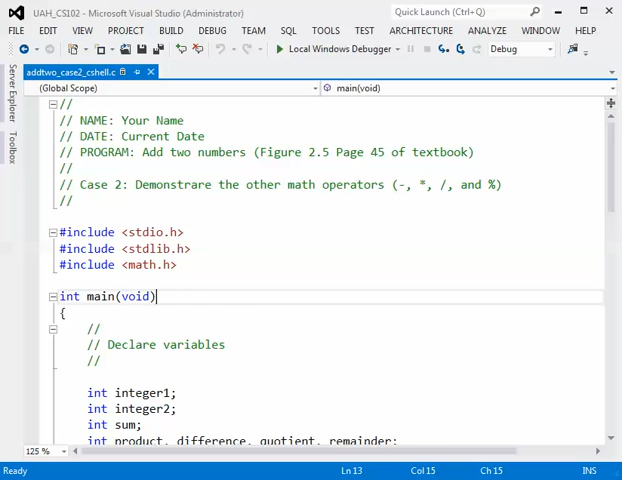 UAH_CS102 - Microsoft Visual Studio (Administrator)
Quick Launch (Ctrl+Q)
FILE EDIT VIEW PROJECT BUILD DEBUG TEAM SQL TOOLS TEST ARCHITECTURE ANALYZE WINDOW HELP
Local Windows Debugger
Debug
Server Explorer
Toolbox
addtwo_case2_cshell.c
(Global Scope)
main(void)
//
// NAME: Your Name
// DATE: Current Date
// PROGRAM: Add two numbers (Figure 2.5 Page 45 of textbook)
//
// Case 2: Demonstrare the other math operators (-, *, /, and %)
//
#include <stdio.h>
#include <stdlib.h>
#include <math.h>
int main(void)
{
//
// Declare variables
//
int integer1;
int integer2;
int sum;
int product, difference, quotient, remainder;
125 %
Ready
Ln 13
Col 15
Ch 15
INS